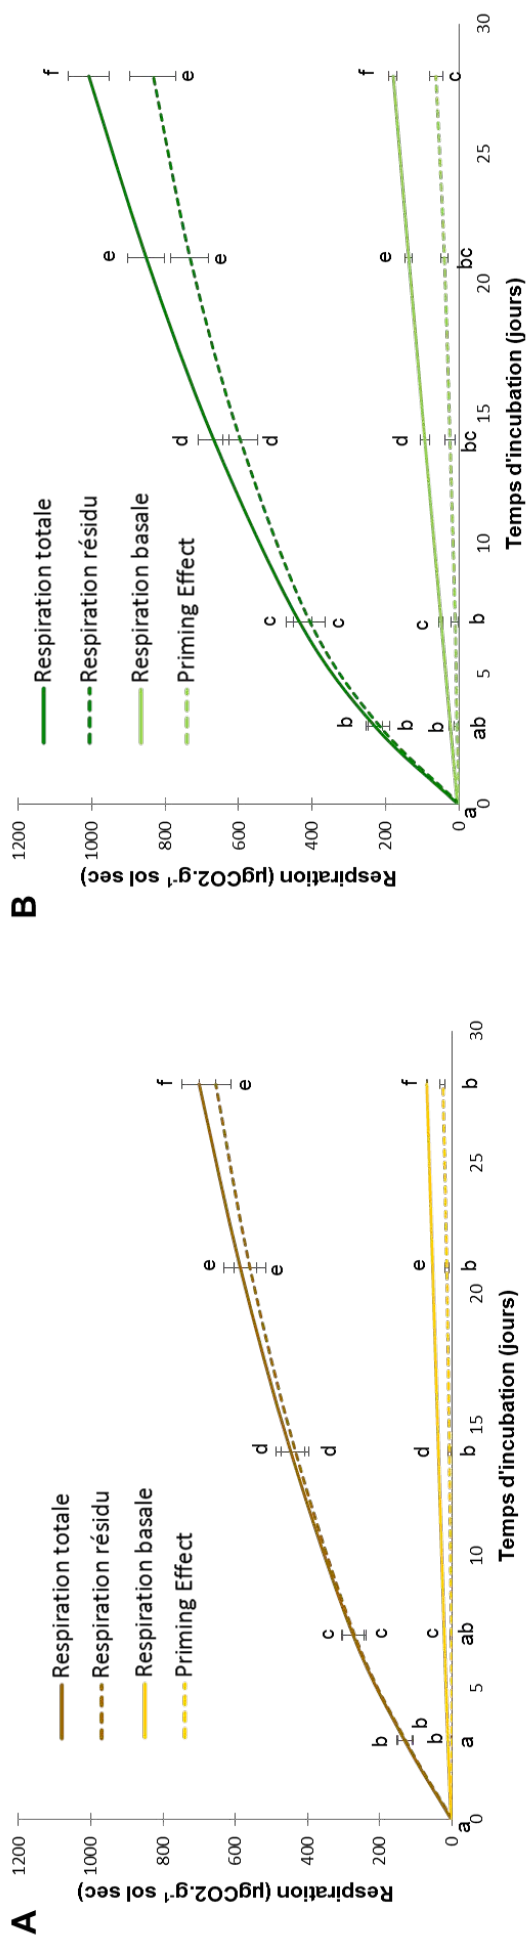 A
Respiration (µgCO2.g-1 sol sec)
1200
1000
800
600
400
200
0
Respiration totale
Respiration résidu
Respiration basale
Priming Effect
f
e
e
e
d
d
c
c
b
b
b
c
d
e
f
a
a
ab
b
b
b
0
5
10
15
20
25
30
Temps d'incubation (jours)
B
Respiration (µgCO2.g-1 sol sec)
1200
1000
800
600
400
200
0
Respiration totale
Respiration résidu
Respiration basale
Priming Effect
f
e
e
e
d
d
c
c
b
b
b
c
d
e
f
a
ab
b
bc
bc
c
0
5
10
15
20
25
30
Temps d'incubation (jours)